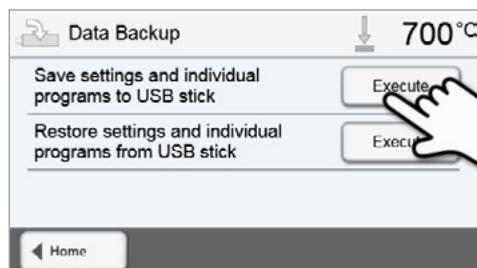 Data Backup 700°C
Save settings and individual
programs to USB stick
Execute
Restore settings and individual
programs from USB stick
Home